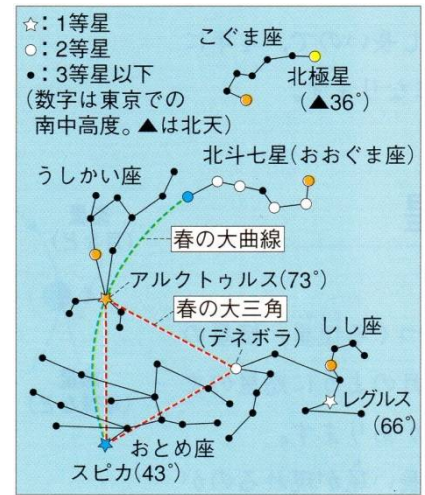 ☆：1等星
○：2等星
●：3等星以下
(数字は東京での
南中高度。▲は北天)
こぐま座
北極星
(▲36°)
北斗七星(おおぐま座)
うしかい座
春の大曲線
アルクトゥルス(73°)
春の大三角
(デネボラ)
しし座
レグルス
(66°)
おとめ座
スピカ(43°)